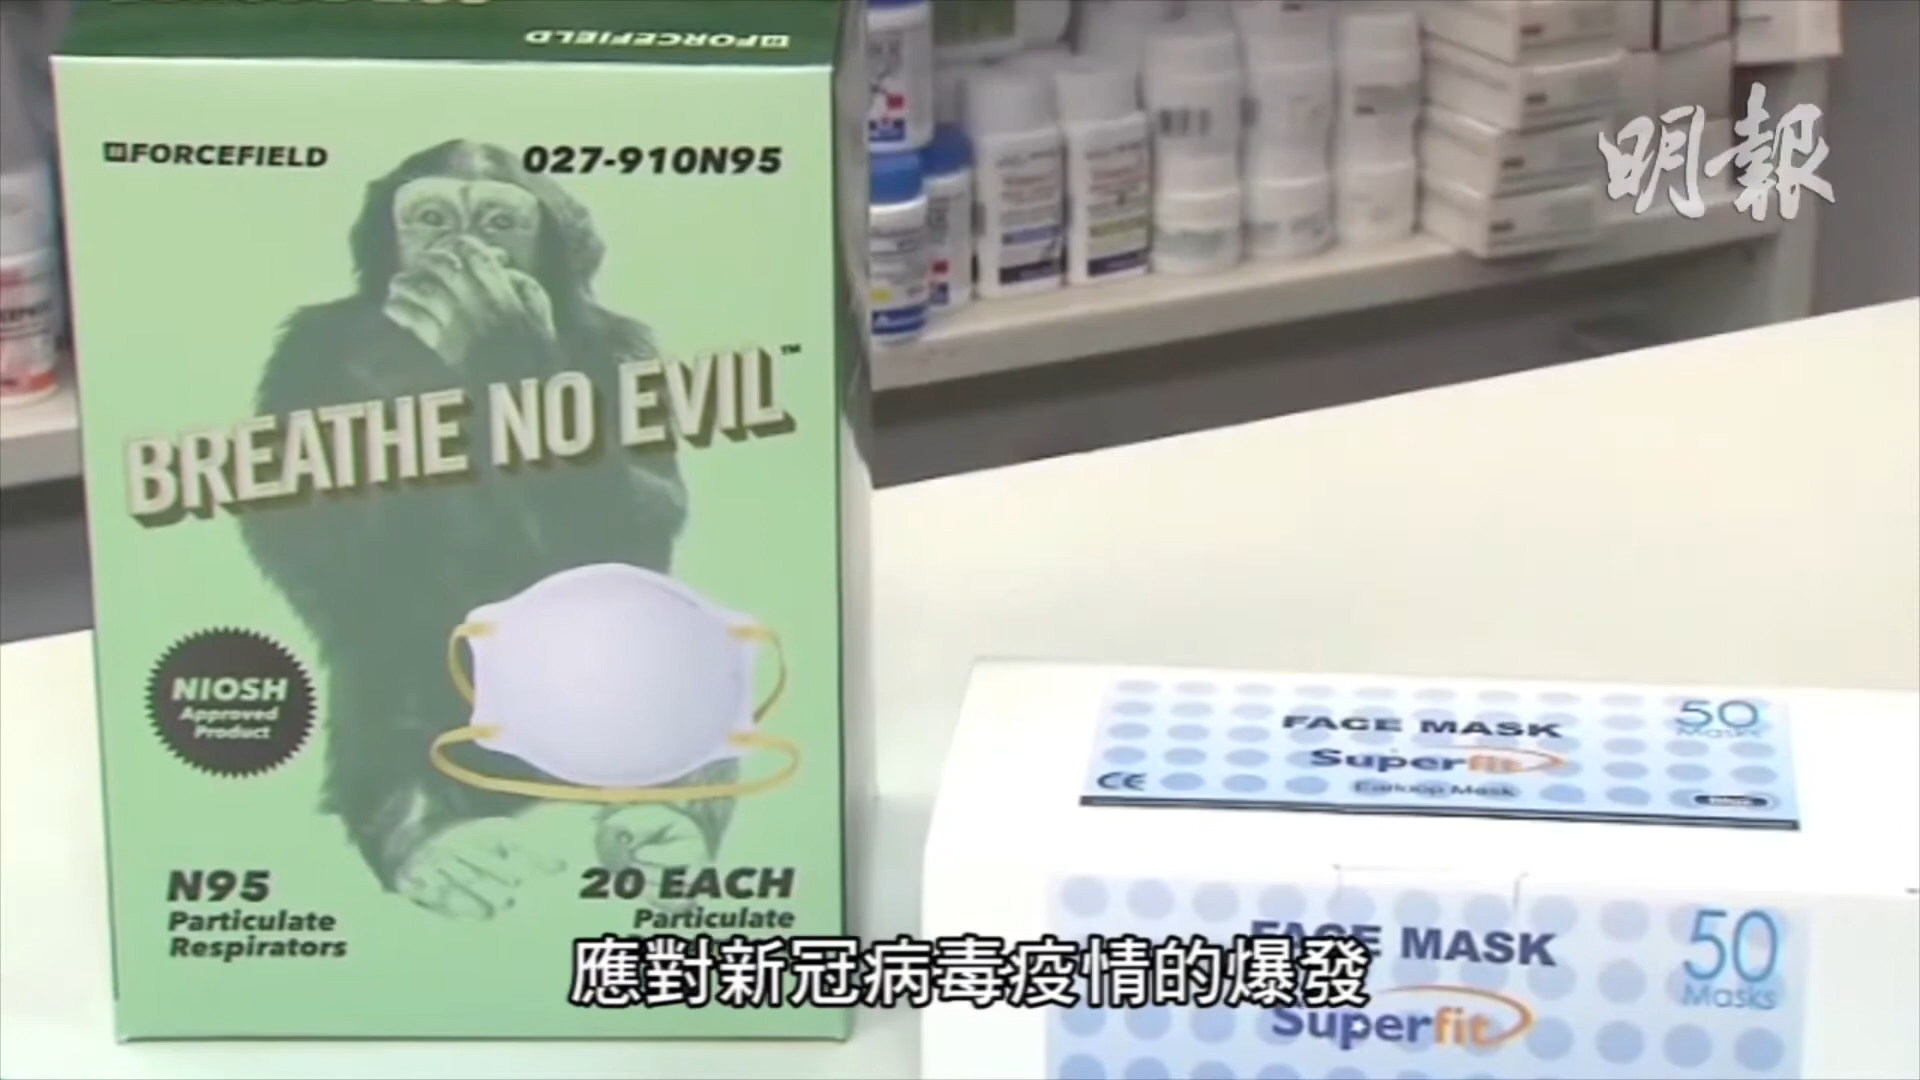 FORCEFIELD
FORCEFIELD
027-910N95
BREATHE NO EVIL™
NIOSH
Approved
Product
N95
Particulate
Respirators
20 EACH
Particulate
明報
FACE MASK
Superfit
Earloop Mask
CE
50
Masks
FACE MASK
Superfit
50
Masks
應對新冠病毒疫情的爆發